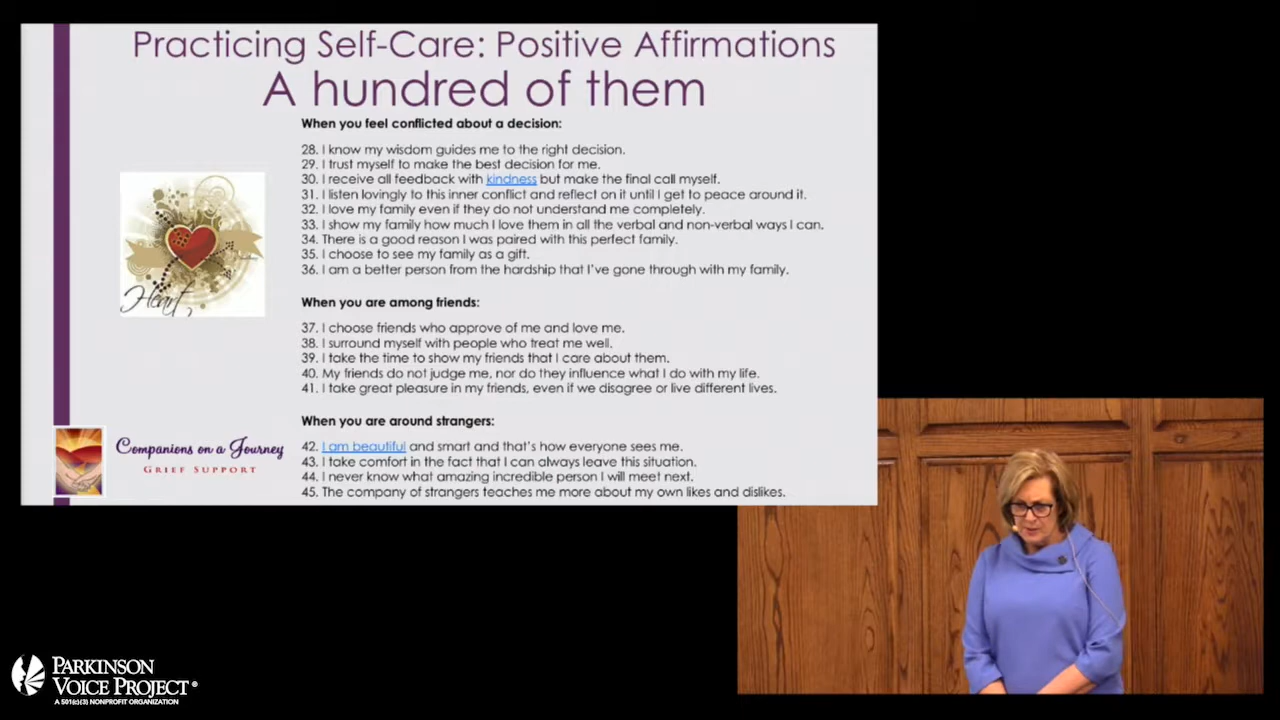 Practicing Self-Care: Positive Affirmations
A hundred of them
When you feel conflicted about a decision:
28. I know my wisdom guides me to the right decision.
29. I trust myself to make the best decision for me.
30. I receive all feedback with kindness but make the final call myself.
31. I listen lovingly to this inner conflict and reflect on it until I get to peace around it.
32. I love my family even if they do not understand me completely.
33. I show my family how much I love them in all the verbal and non-verbal ways I can.
34. There is a good reason I was paired with this perfect family.
35. I choose to see my family as a gift.
36. I am a better person from the hardship that I've gone through with my family.
Heart
When you are among friends:
37. I choose friends who approve of me and love me.
38. I surround myself with people who treat me well.
39. I take the time to show my friends that I care about them.
40. My friends do not judge me, nor do they influence what I do with my life.
41. I take great pleasure in my friends, even if we disagree or live different lives.
When you are around strangers:
42. I am beautiful and smart and that's how everyone sees me.
43. I take comfort in the fact that I can always leave this situation.
44. I never know what amazing incredible person I will meet next.
45. The company of strangers teaches me more about my own likes and dislikes.
Companions on a Journey
GRIEF SUPPORT
PARKINSON
VOICE PROJECT®
A 501(c)(3) NONPROFIT ORGANIZATION